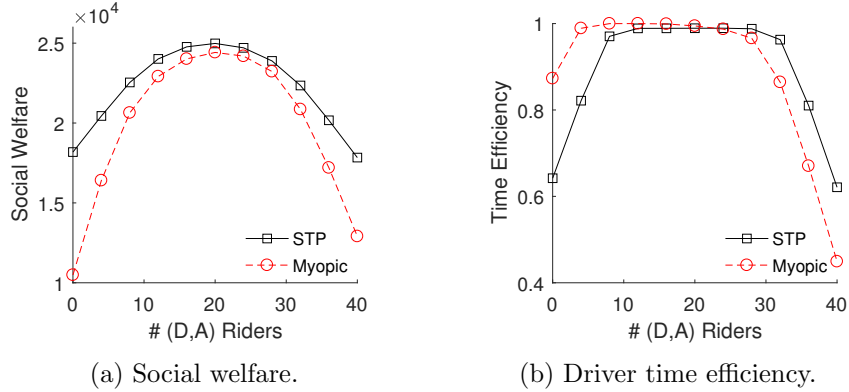 ×10⁴
2.5
2
1.5
1
0 10 20 30 40
Social Welfare
# (D,A) Riders
STP
Myopic
(a) Social welfare.
1
0.8
0.6
0.4
0 10 20 30 40
Time Efficiency
# (D,A) Riders
STP
Myopic
(b) Driver time efficiency.